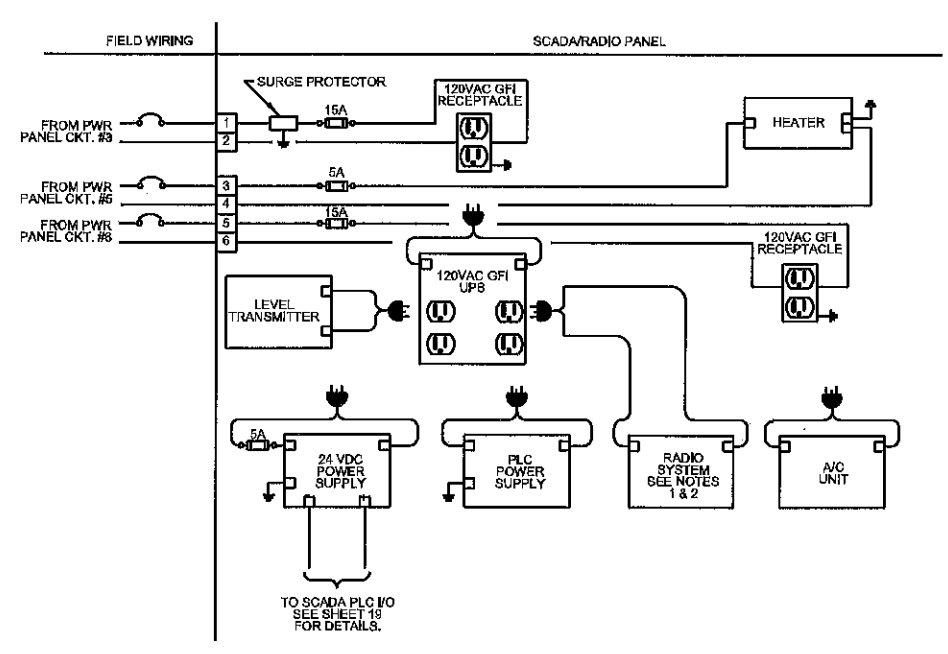 FIELD WIRING
SCADA/RADIO PANEL
SURGE PROTECTOR
15A
120VAC GFI
RECEPTACLE
FROM PWR
PANEL CKT. #3
1
2
HEATER
5A
FROM PWR
PANEL CKT. #5
3
4
15A
FROM PWR
PANEL CKT. #6
5
6
120VAC GFI
RECEPTACLE
120VAC GFI
UPS
LEVEL
TRANSMITTER
5A
24 VDC
POWER
SUPPLY
PLC
POWER
SUPPLY
RADIO
SYSTEM
SEE NOTES
1 & 2
A/C
UNIT
TO SCADA PLC I/O
SEE SHEET 19
FOR DETAILS.